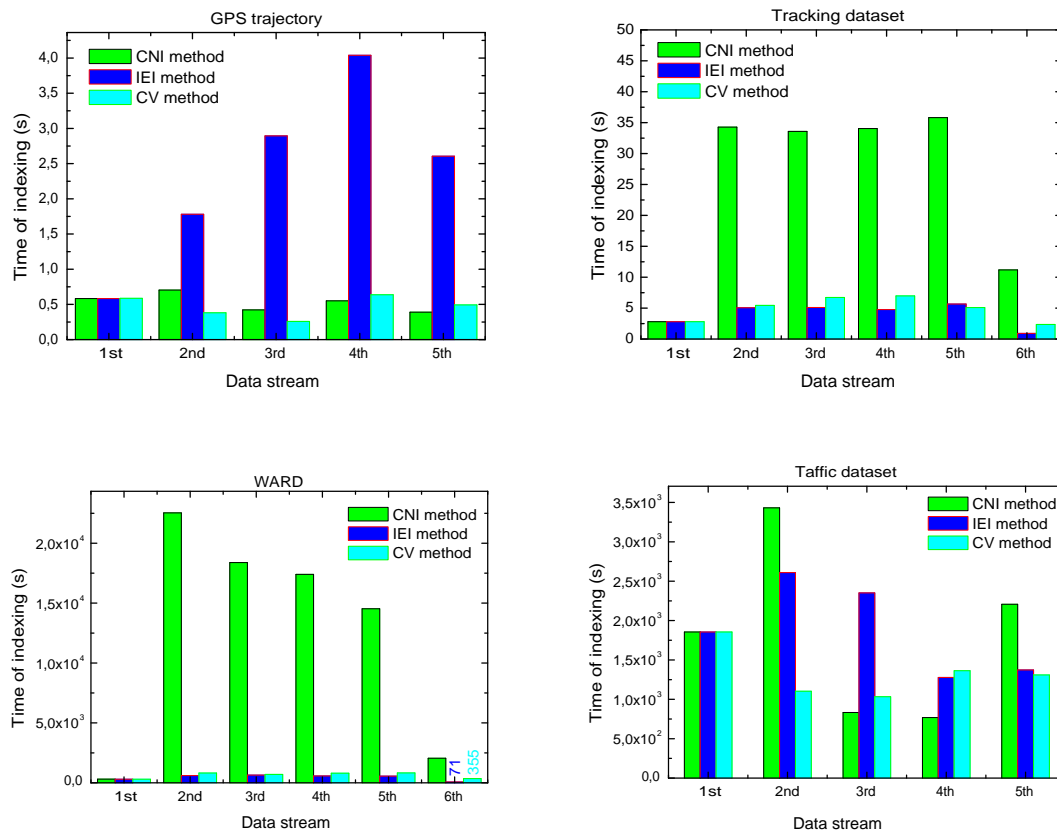 GPS trajectory
CNI method
IEI method
CV method
4,0
3,5
3,0
2,5
2,0
1,5
1,0
0,5
0,0
Time of indexing (s)
1st 2nd 3rd 4th 5th
Data stream
Tracking dataset
CNI method
IEI method
CV method
50
45
40
35
30
25
20
15
10
5
0
Time of indexing (s)
1st 2nd 3rd 4th 5th 6th
Data stream
WARD
CNI method
IEI method
CV method
2,0x10⁴
1,5x10⁴
1,0x10⁴
5,0x10³
0,0
Time of indexing (s)
71
355
1st 2nd 3rd 4th 5th 6th
Data stream
Taffic dataset
CNI method
IEI method
CV method
3,5x10³
3,0x10³
2,5x10³
2,0x10³
1,5x10³
1,0x10³
5,0x10²
0,0
Time of indexing (s)
1st 2nd 3rd 4th 5th
Data stream